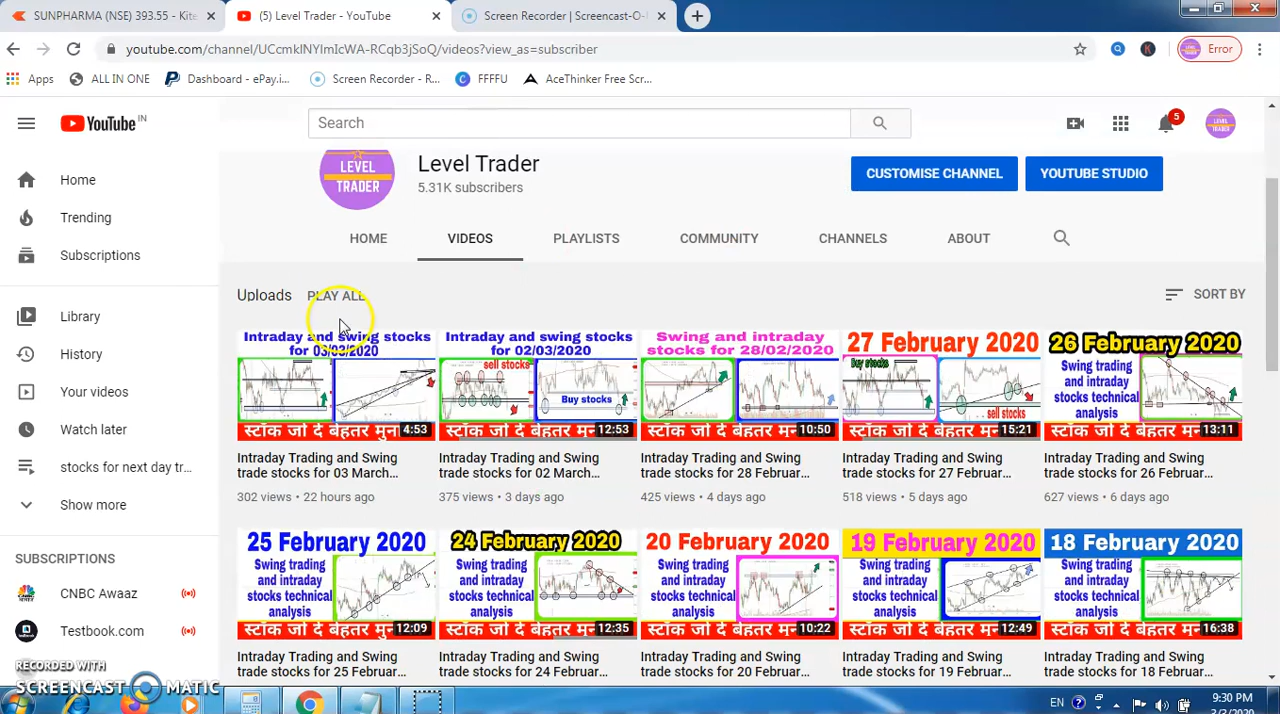 SUNPHARMA (NSE) 393.55 - Kite
(5) Level Trader - YouTube
Screen Recorder | Screencast-O-
youtube.com/channel/UCcmkINYImIcWA-RCqb3jSoQ/videos?view_as=subscriber
Error
Apps
ALL IN ONE
Dashboard - ePay.i...
Screen Recorder - R...
FFFFU
AceThinker Free Scr...
YouTube IN
Search
5
LEVEL TRADER
LEVEL
TRADER
Level Trader
5.31K subscribers
CUSTOMISE CHANNEL
YOUTUBE STUDIO
Home
Trending
Subscriptions
Library
History
Your videos
Watch later
stocks for next day tr...
Show more
SUBSCRIPTIONS
CNBC Awaaz
Testbook.com
HOME
VIDEOS
PLAYLISTS
COMMUNITY
CHANNELS
ABOUT
Uploads
PLAY ALL
SORT BY
Intraday and swing stocks
for 03/03/2020
स्टॉक जो दे बेहतर मुन
4:53
Intraday Trading and Swing
trade stocks for 03 March...
302 views • 22 hours ago
Intraday and swing stocks
for 02/03/2020
sell stocks
Buy stocks
स्टॉक जो दे बेहतर मुन
12:53
Intraday Trading and Swing
trade stocks for 02 March...
375 views • 3 days ago
Swing and intraday
stocks for 28/02/2020
स्टॉक जो दे बेहतर मुन
10:50
Intraday Trading and Swing
trade stocks for 28 Februar...
425 views • 4 days ago
27 February 2020
Buy stocks
sell stocks
स्टॉक जो दे बेहतर मुन
15:21
Intraday Trading and Swing
trade stocks for 27 Februar...
518 views • 5 days ago
26 February 2020
Swing trading
and intraday
stocks technical
analysis
स्टॉक जो दे बेहतर मुन
13:11
Intraday Trading and Swing
trade stocks for 26 Februar...
627 views • 6 days ago
25 February 2020
Swing trading
and intraday
stocks technical
analysis
स्टॉक जो दे बेहतर मुन
12:09
Intraday Trading and Swing
trade stocks for 25 Februar...
24 February 2020
Swing trading
and intraday
stocks technical
analysis
स्टॉक जो दे बेहतर मुन
12:35
Intraday Trading and Swing
trade stocks for 24 Februar...
20 February 2020
Swing trading
and intraday
stocks technical
analysis
स्टॉक जो दे बेहतर मुन
10:22
Intraday Trading and Swing
trade stocks for 20 Februar...
19 February 2020
Swing trading
and intraday
stocks technical
analysis
स्टॉक जो दे बेहतर मुन
12:49
Intraday Trading and Swing
trade stocks for 19 Februar...
18 February 2020
Swing trading
and intraday
stocks technical
analysis
स्टॉक जो दे बेहतर मुन
16:38
Intraday Trading and Swing
trade stocks for 18 Februar...
RECORDED WITH
SCREENCAST MATIC
EN
9:30 PM
3/3/2020